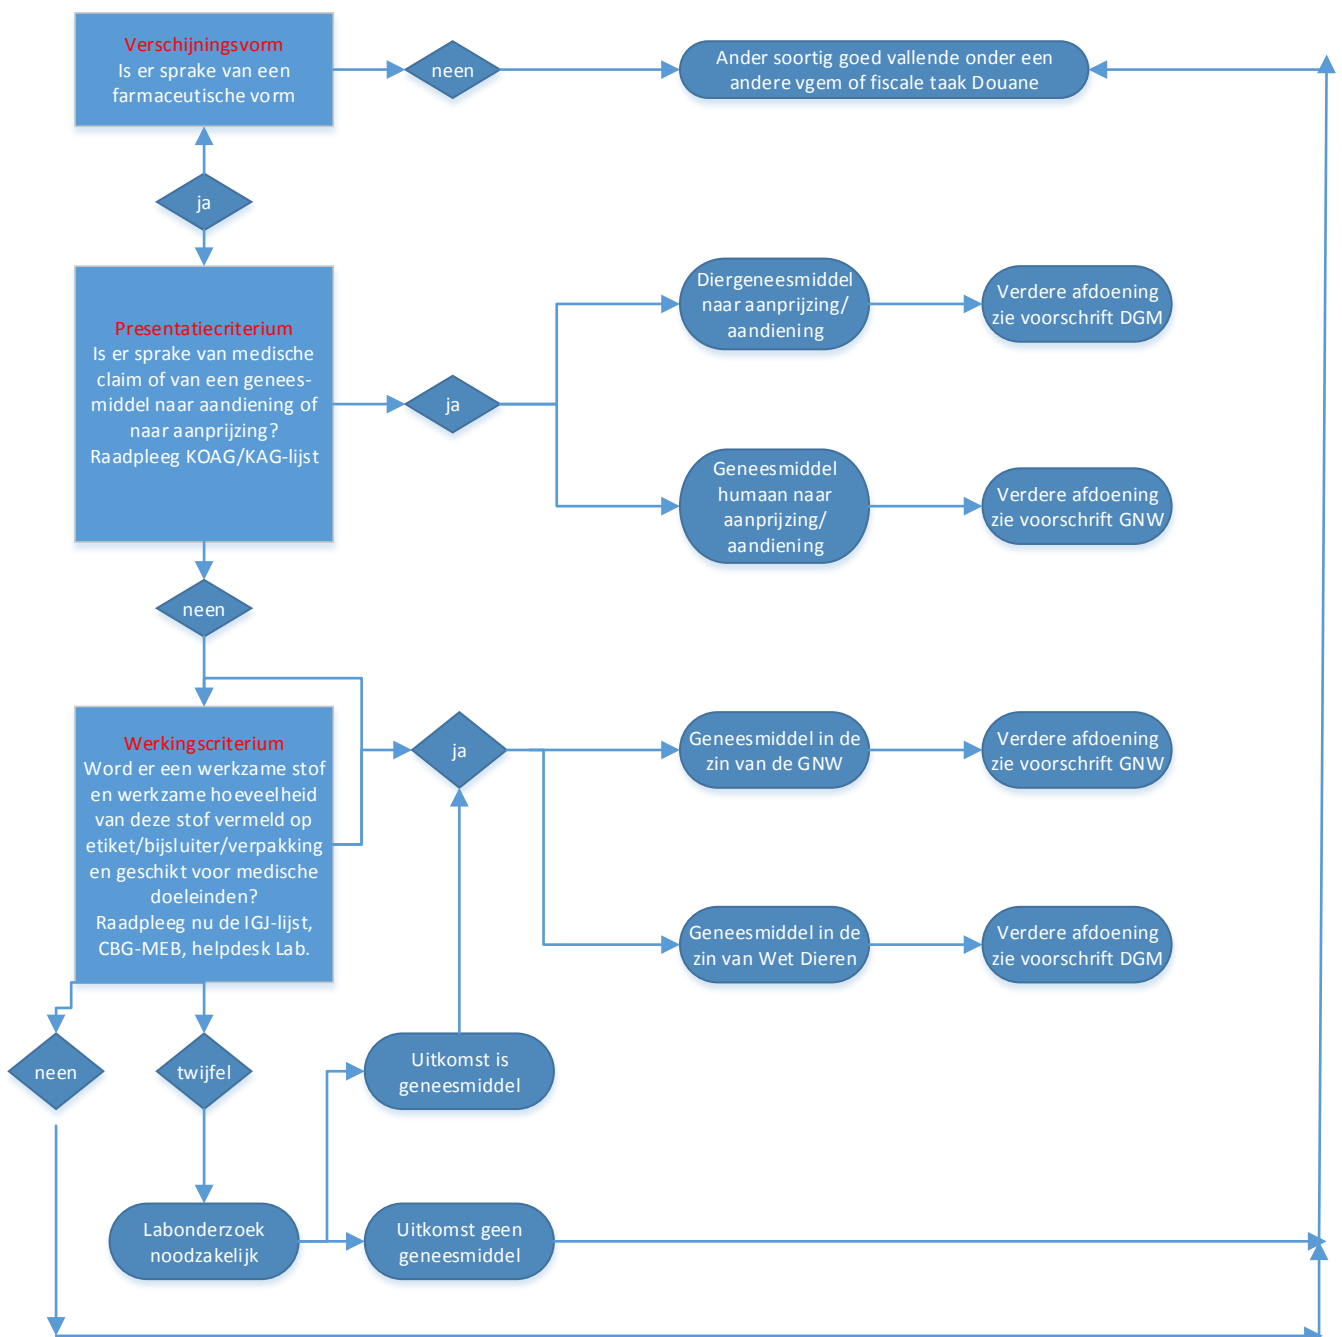 Verschijningsvorm
Is er sprake van een
farmaceutische vorm
neen
Ander soortig goed vallende onder een
andere vgem of fiscale taak Douane
ja
Presentatiecriterium
Is er sprake van medische
claim of van een genees-
middel naar aandiening of
naar aanprijzing?
Raadpleeg KOAG/KAG-lijst
ja
Diergeneesmiddel
naar aanprijzing/
aandiening
Verdere afdoening
zie voorschrift DGM
Geneesmiddel
humaan naar
aanprijzing/
aandiening
Verdere afdoening
zie voorschrift GNW
neen
Werkingscriterium
Word er een werkzame stof
en werkzame hoeveelheid
van deze stof vermeld op
etiket/bijsluiter/verpakking
en geschikt voor medische
doeleinden?
Raadpleeg nu de IGJ-lijst,
CBG-MEB, helpdesk Lab.
ja
Geneesmiddel in de
zin van de GNW
Verdere afdoening
zie voorschrift GNW
Geneesmiddel in de
zin van Wet Dieren
Verdere afdoening
zie voorschrift DGM
neen
twijfel
Uitkomst is
geneesmiddel
Labonderzoek
noodzakelijk
Uitkomst geen
geneesmiddel